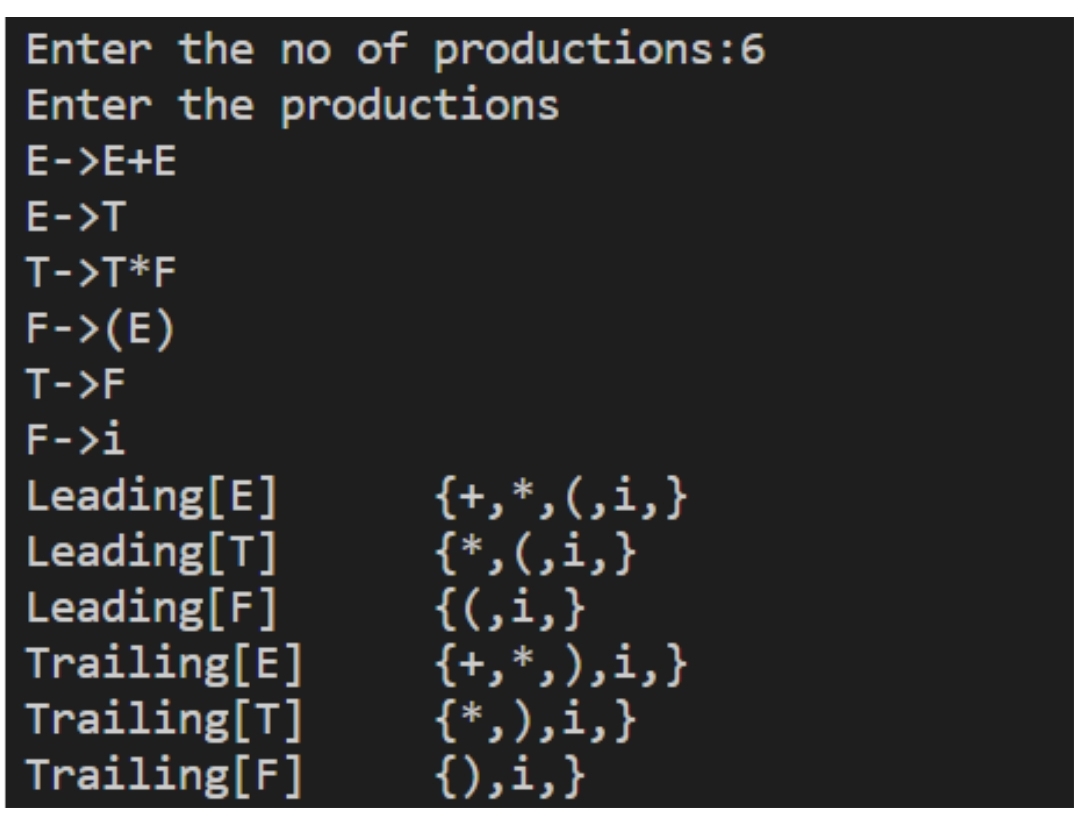 Enter the no of productions:6
Enter the productions
E->E+E
E->T
T->T*F
F->(E)
T->F
F->i
Leading[E]        {+,*,(,i,}
Leading[T]        {*,(,i,}
Leading[F]        {(,i,}
Trailing[E]       {+,*,),i,}
Trailing[T]       {*,),i,}
Trailing[F]       {),i,}